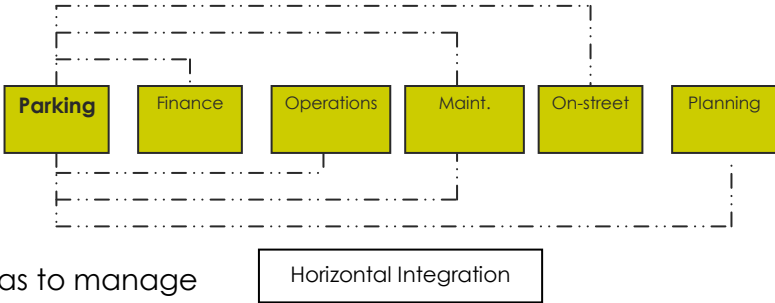 Parking
Finance
Operations
Maint.
On-street
Planning
as to manage
Horizontal Integration